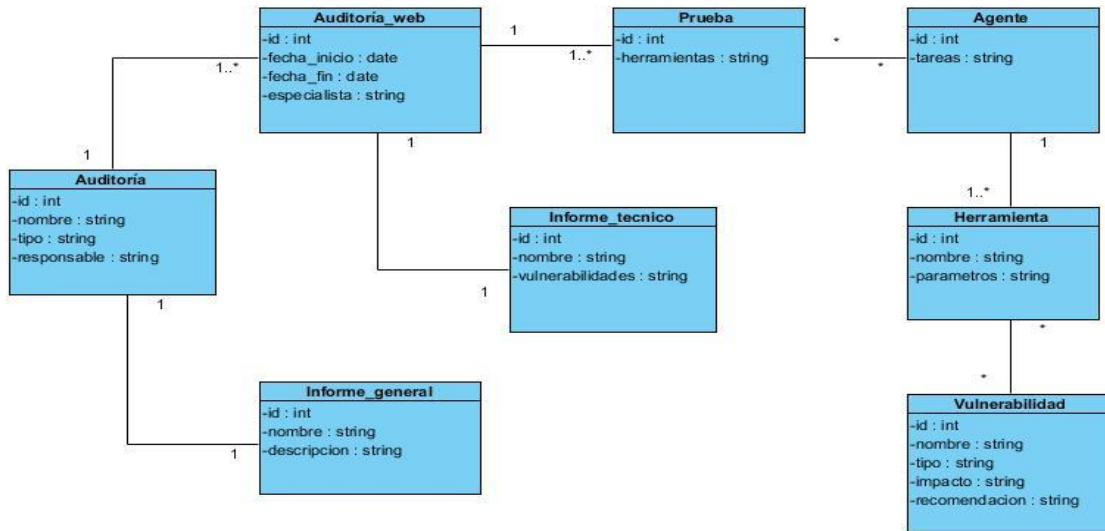 Auditoría_web
-id : int
-fecha_inicio : date
-fecha_fin : date
-especialista : string
1
1..*
Prueba
-id : int
-herramientas : string
*
*
Agente
-id : int
-tareas : string
1..*
1
1
1
Auditoría
-id : int
-nombre : string
-tipo : string
-responsable : string
1..*
Informe_tecnico
-id : int
-nombre : string
-vulnerabilidades : string
Herramienta
-id : int
-nombre : string
-parametros : string
1
1
*
*
Informe_general
-id : int
-nombre : string
-descripcion : string
1
Vulnerabilidad
-id : int
-nombre : string
-tipo : string
-impacto : string
-recomendacion : string